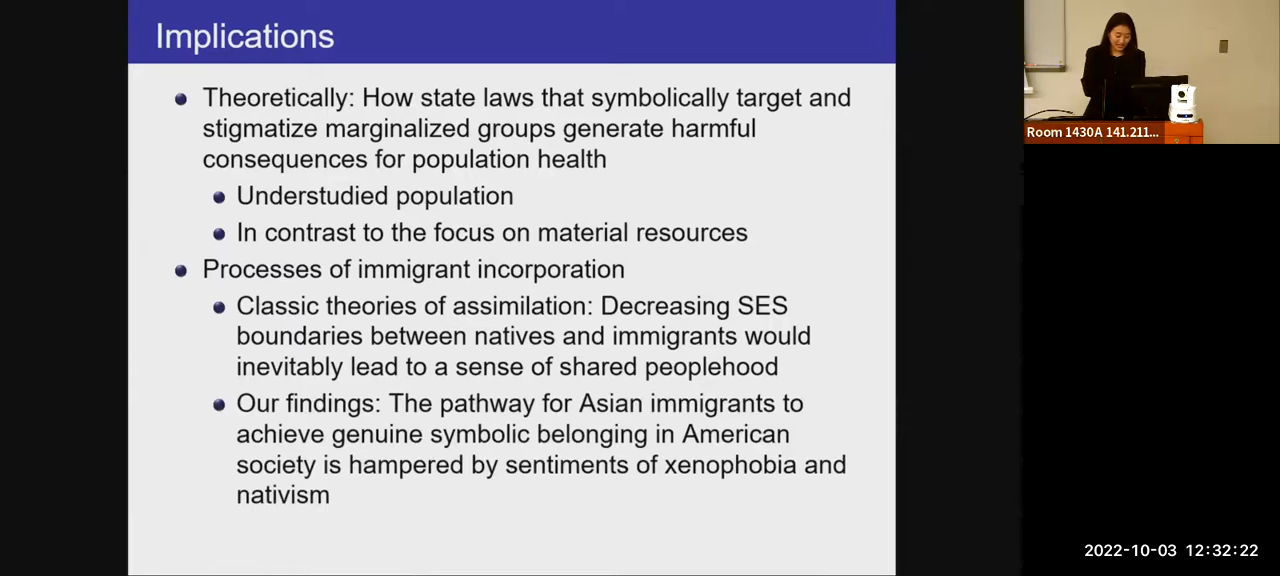 Implications
Theoretically: How state laws that symbolically target and
stigmatize marginalized groups generate harmful
consequences for population health
Understudied population
In contrast to the focus on material resources
Processes of immigrant incorporation
Classic theories of assimilation: Decreasing SES
boundaries between natives and immigrants would
inevitably lead to a sense of shared peoplehood
Our findings: The pathway for Asian immigrants to
achieve genuine symbolic belonging in American
society is hampered by sentiments of xenophobia and
nativism
Room 1430A 141.211...
2022-10-03 12:32:22